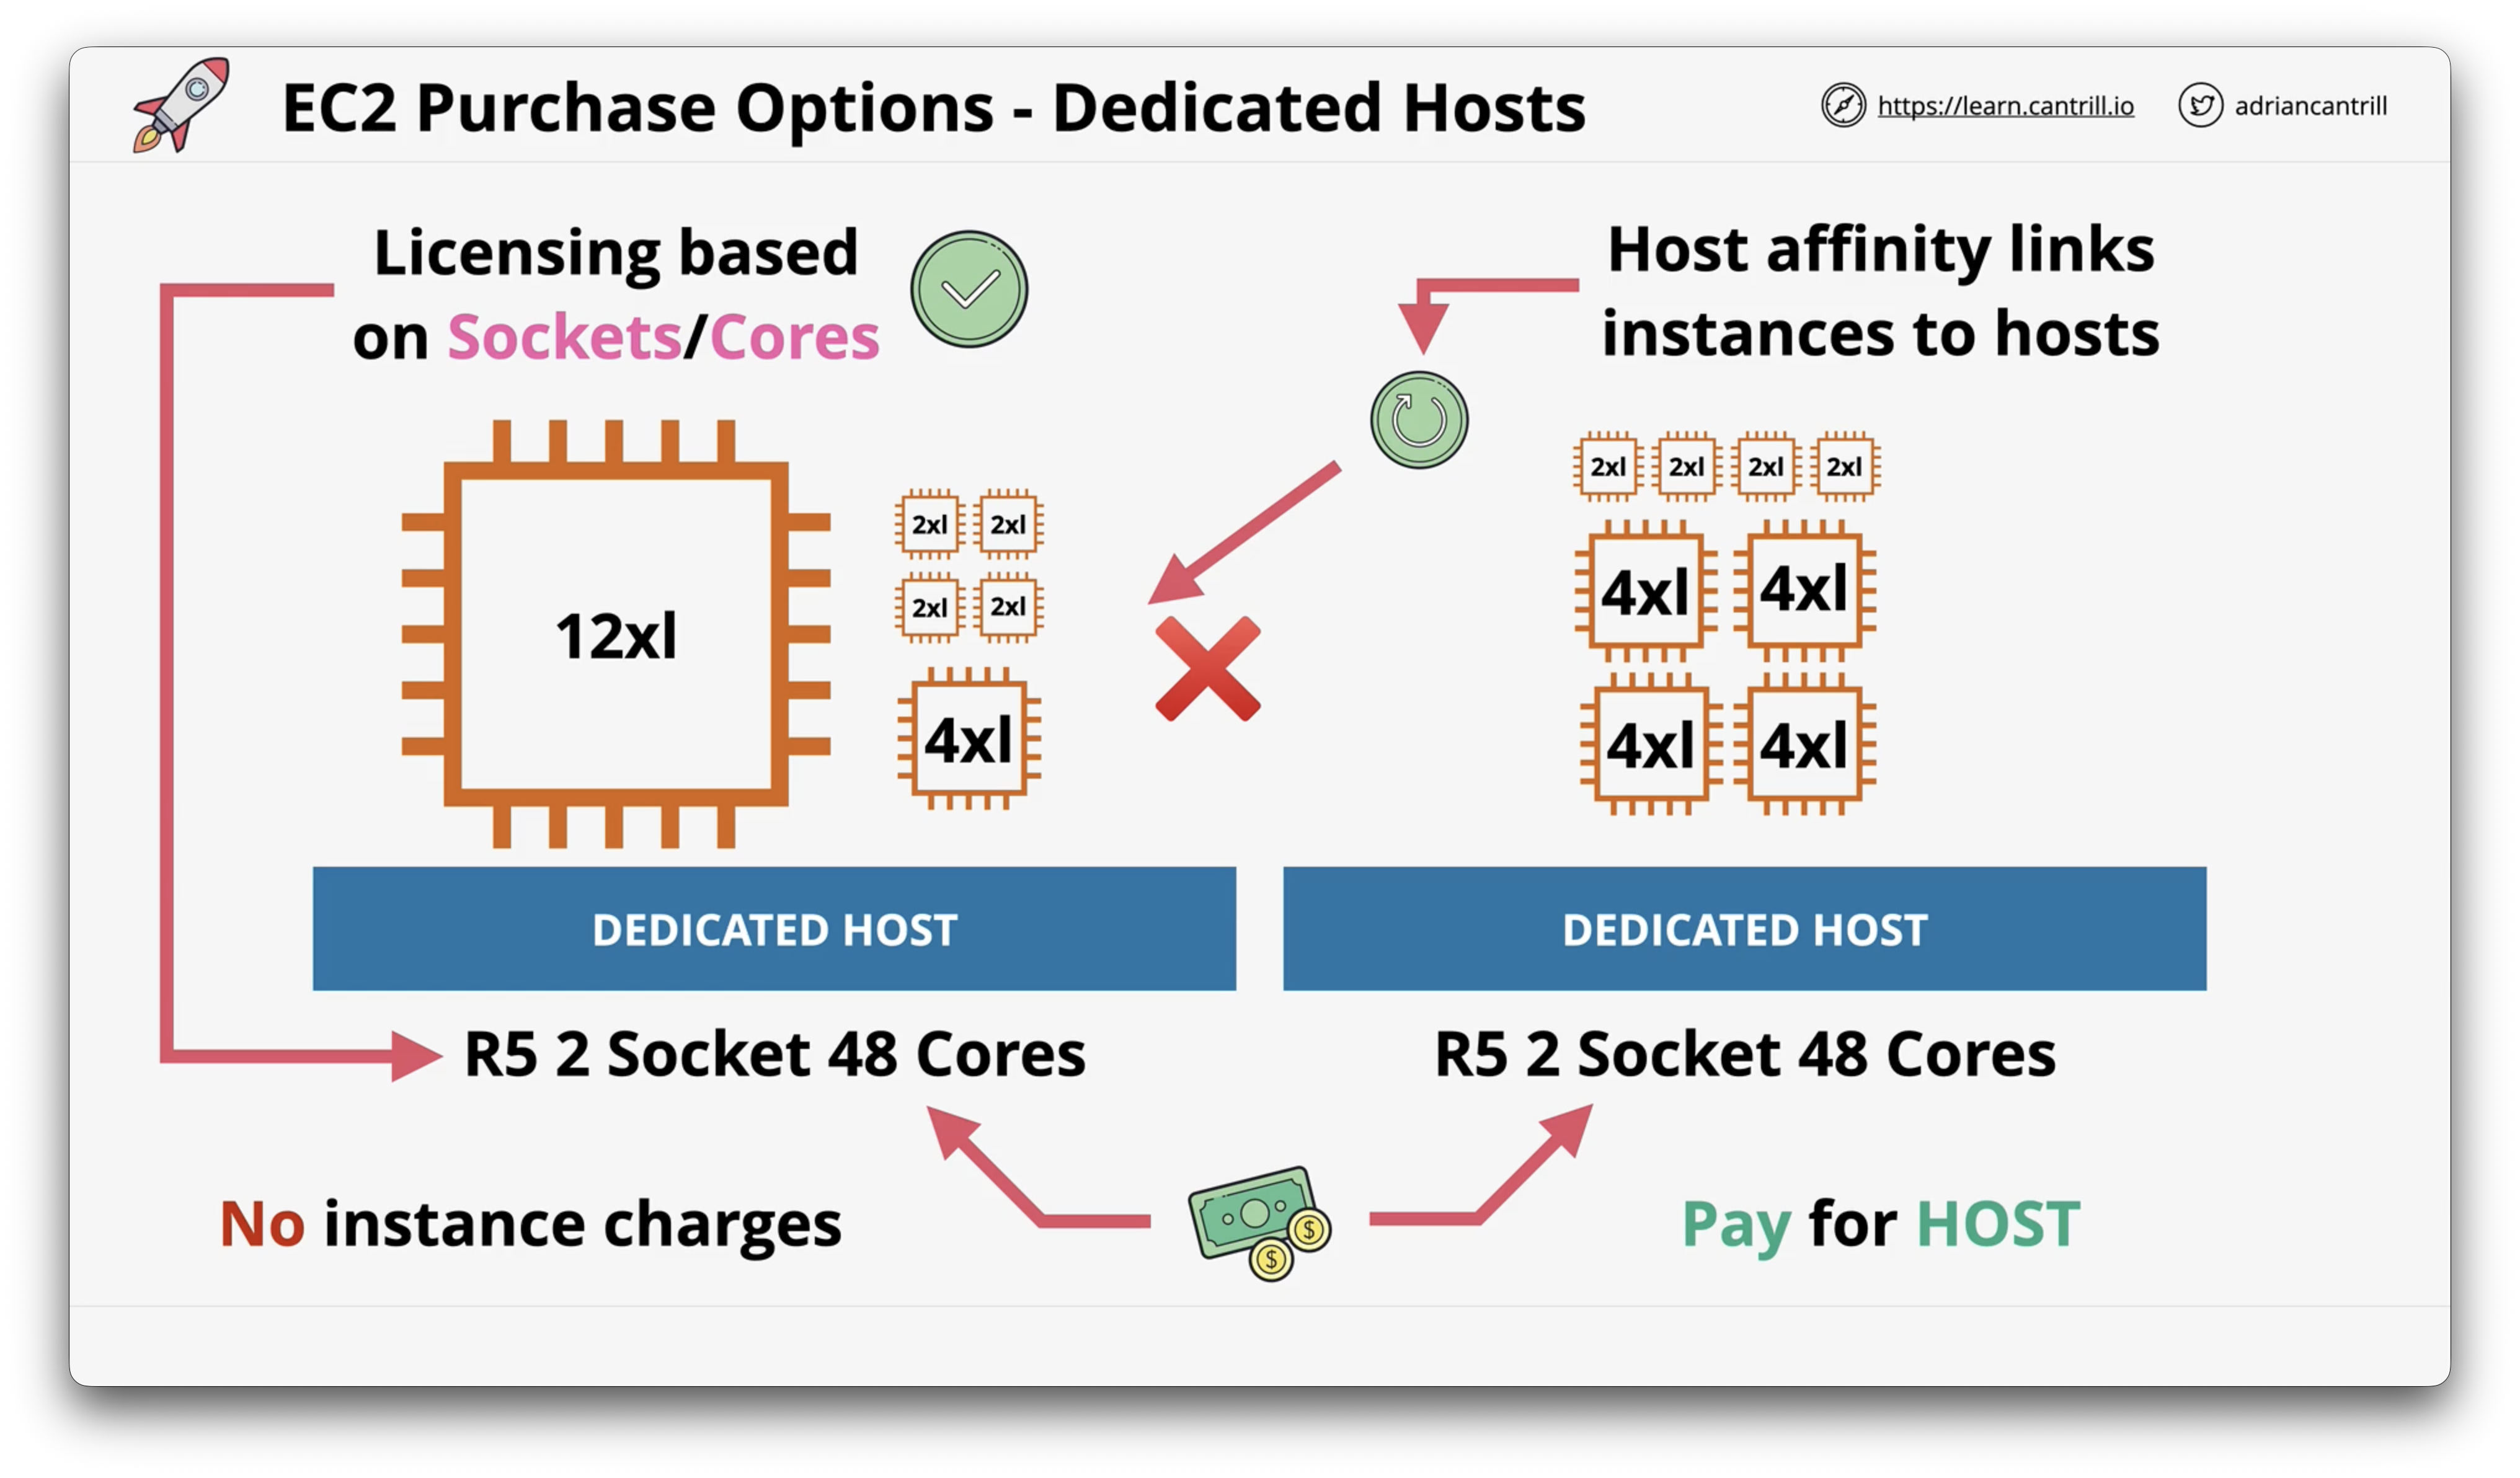 EC2 Purchase Options - Dedicated Hosts
https://learn.cantrill.io
adriancantrill
Licensing based
on Sockets/Cores
Host affinity links
instances to hosts
12xl
2xl 2xl
2xl 2xl
4xl
2xl 2xl 2xl 2xl
4xl 4xl
4xl 4xl
DEDICATED HOST
DEDICATED HOST
R5 2 Socket 48 Cores
R5 2 Socket 48 Cores
No instance charges
$
$
Pay for HOST